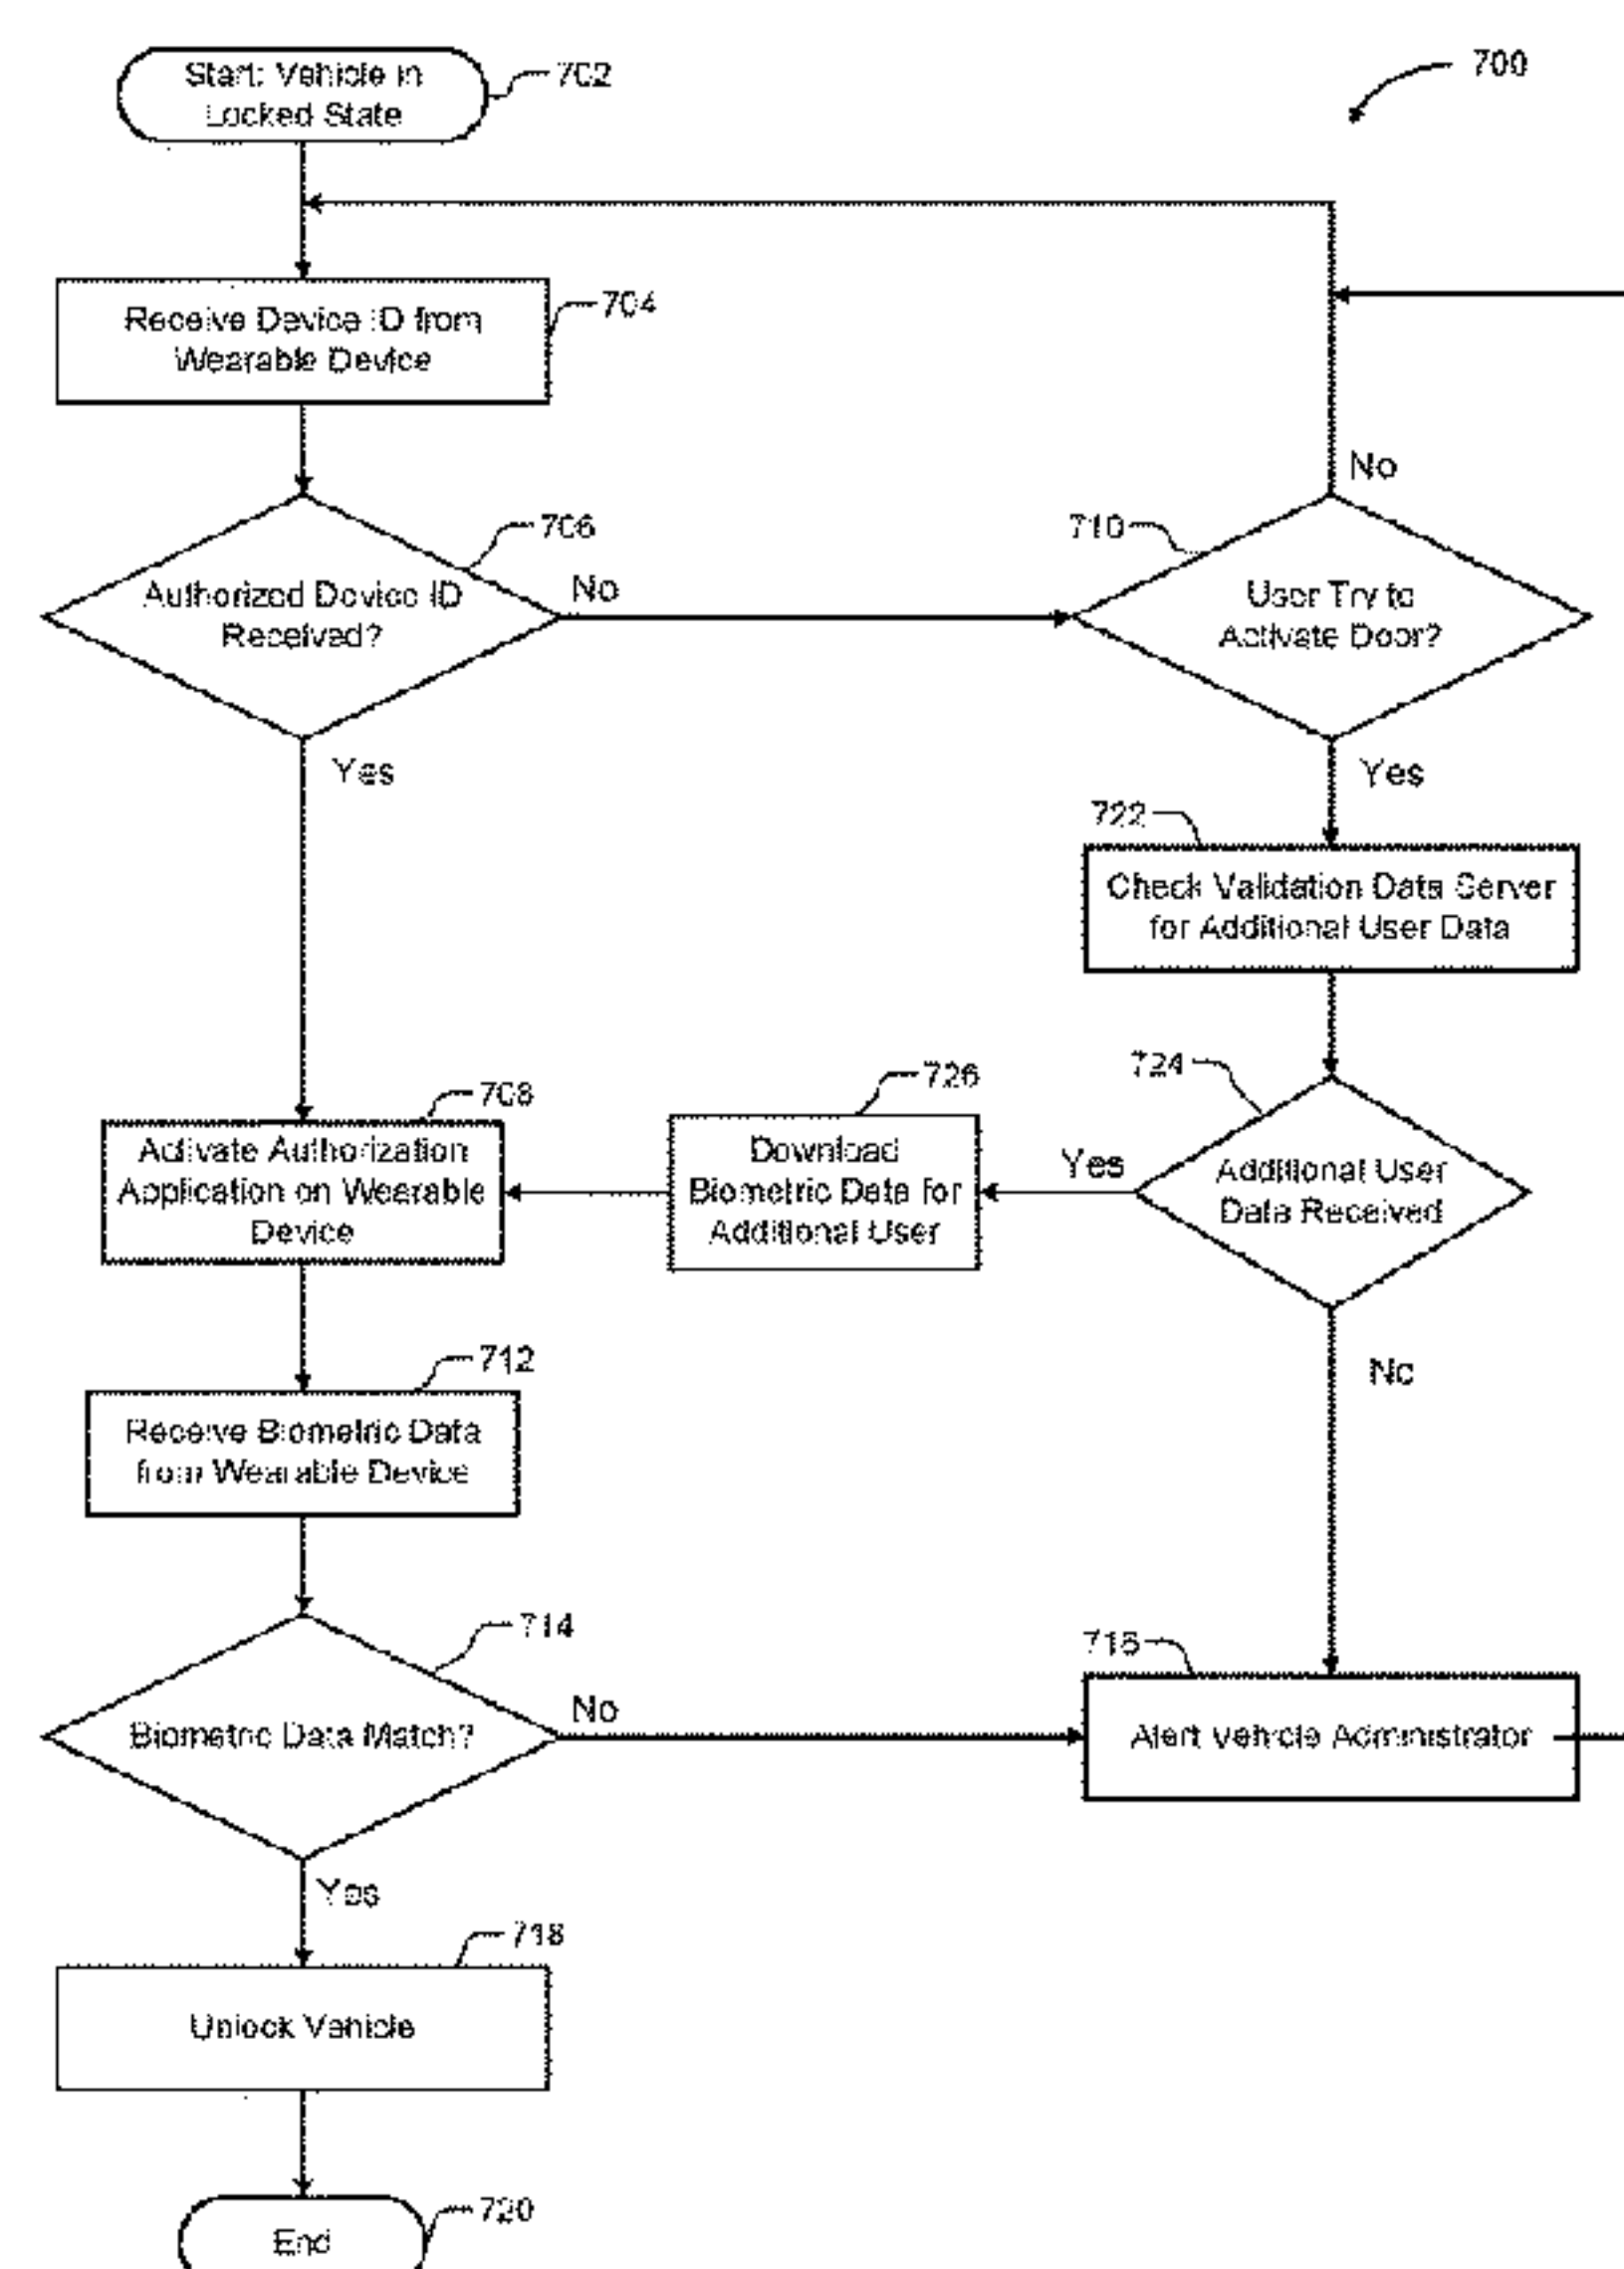 700
Start: Vehicle in
Locked State
702
Receive Device ID from
Wearable Device
704
Authorized Device ID
Received?
706
No
Yes
710
User Try to
Activate Door?
No
Yes
722
Check Validation Data Server
for Additional User Data
724
Additional User
Data Received
Yes
No
726
Download
Biometric Data for
Additional User
708
Activate Authorization
Application on Wearable
Device
712
Receive Biometric Data
from Wearable Device
714
Biometric Data Match?
No
Yes
716
Alert Vehicle Administrator
718
Unlock Vehicle
720
End